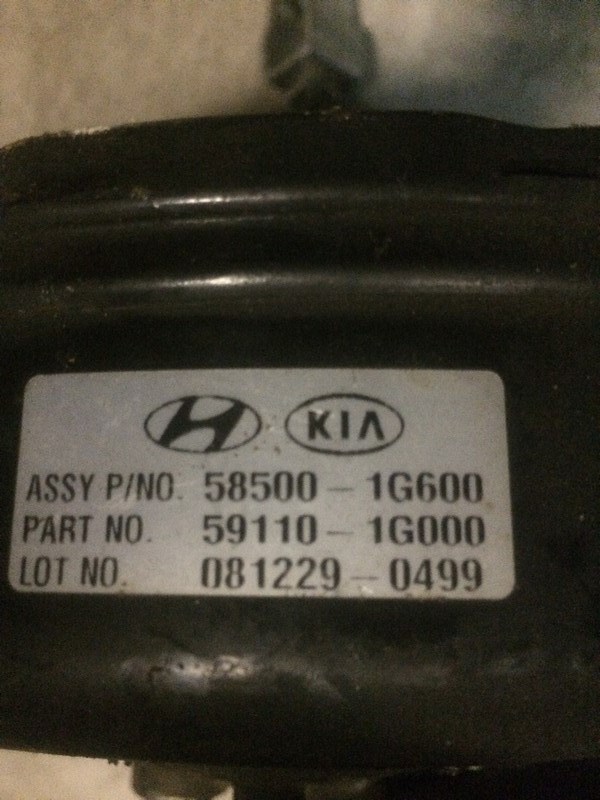 KIA
ASSY P/NO. 58500-1G600
PART NO. 59110-1G000
LOT NO. 081229-0499